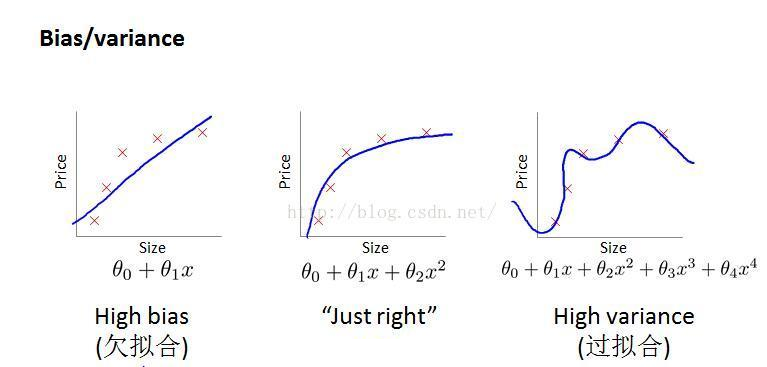 Bias/variance
Price
Size
θ₀ + θ₁x
High bias
(欠拟合)
Price
http://blog.csdn.net/
Size
θ₀ + θ₁x + θ₂x²
“Just right”
Price
Size
θ₀ + θ₁x + θ₂x² + θ₃x³ + θ₄x⁴
High variance
(过拟合)